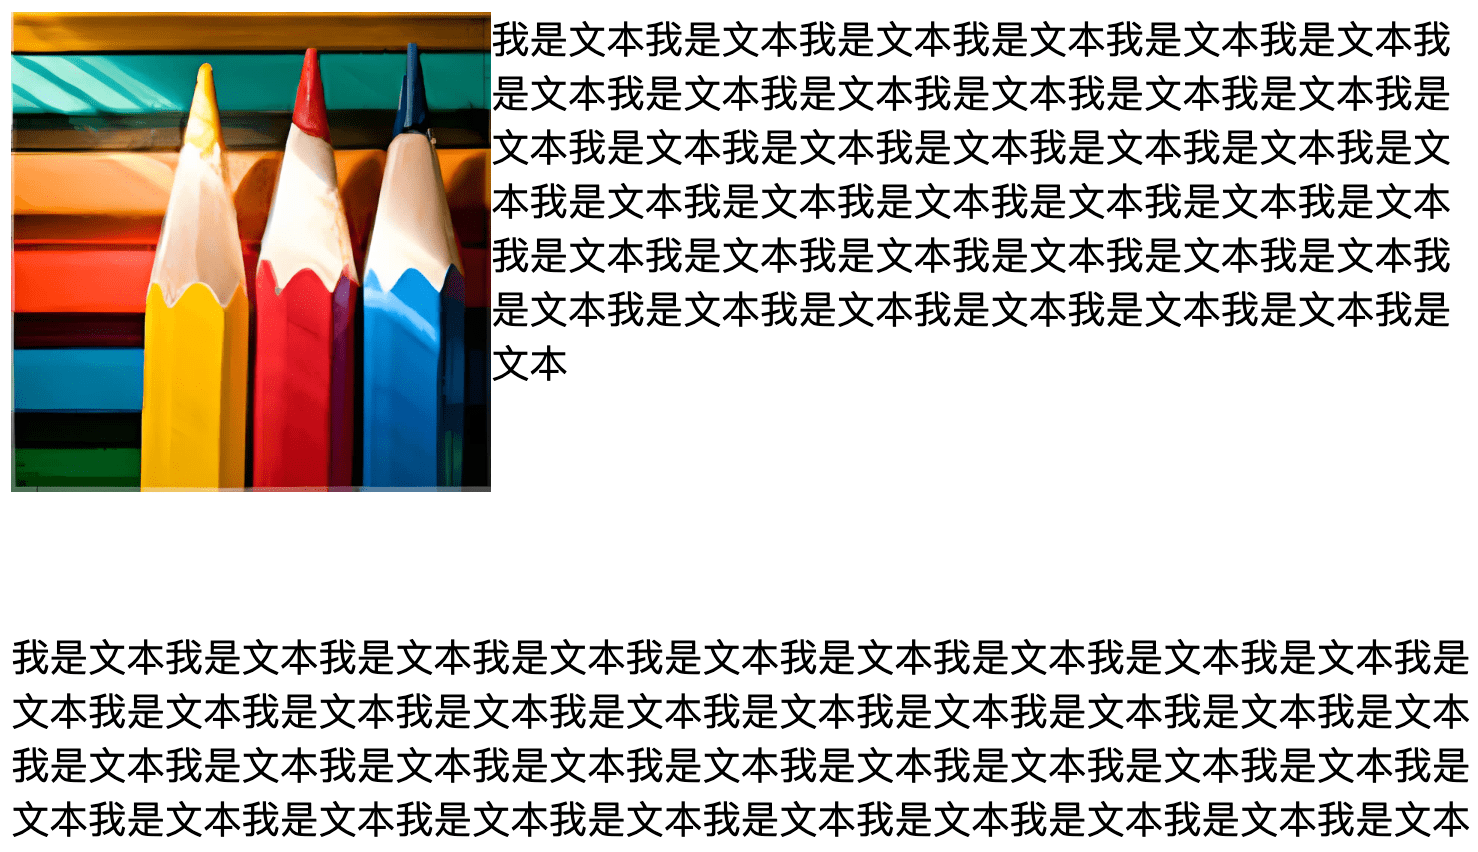 我是文本我是文本我是文本我是文本我是文本我是文本我
是文本我是文本我是文本我是文本我是文本我是文本我是
文本我是文本我是文本我是文本我是文本我是文本我是文
本我是文本我是文本我是文本我是文本我是文本我是文本
我是文本我是文本我是文本我是文本我是文本我是文本我
是文本我是文本我是文本我是文本我是文本我是文本我是
文本
我是文本我是文本我是文本我是文本我是文本我是文本我是文本我是文本我是文本我是
文本我是文本我是文本我是文本我是文本我是文本我是文本我是文本我是文本我是文本
我是文本我是文本我是文本我是文本我是文本我是文本我是文本我是文本我是文本我是
文本我是文本我是文本我是文本我是文本我是文本我是文本我是文本我是文本我是文本